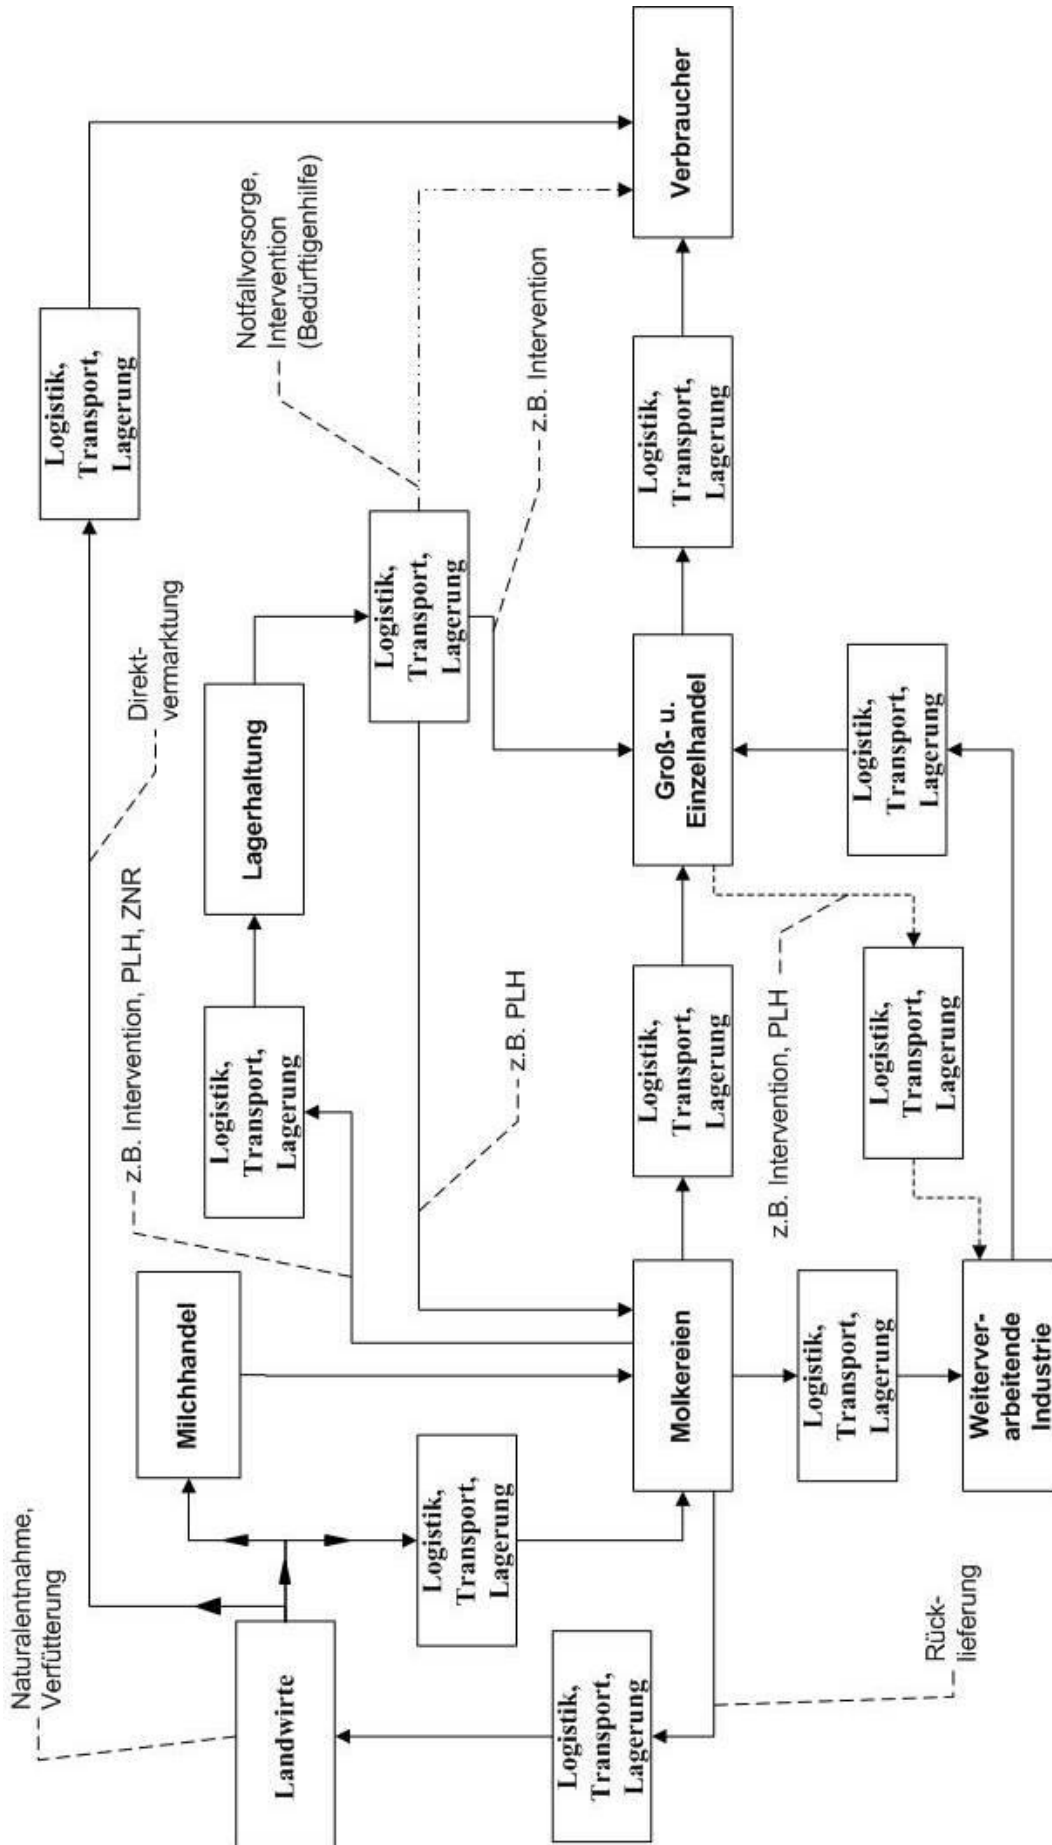 Naturalentnahme,
Verfütterung
Logistik,
Transport,
Lagerung
Direkt-
vermarktung
z.B. Intervention, PLH, ZNR
Milchhandel
Logistik,
Transport,
Lagerung
Lagerhaltung
Notfallvorsorge,
Intervention
(Bedürftigenhilfe)
Landwirte
Logistik,
Transport,
Lagerung
Logistik,
Transport,
Lagerung
z.B. PLH
z.B. Intervention
Logistik,
Transport,
Lagerung
Molkereien
Logistik,
Transport,
Lagerung
Groß- u.
Einzelhandel
Logistik,
Transport,
Lagerung
Verbraucher
z.B. Intervention, PLH
Logistik,
Transport,
Lagerung
Logistik,
Transport,
Lagerung
Logistik,
Transport,
Lagerung
Rück-
lieferung
Weiterver-
arbeitende
Industrie